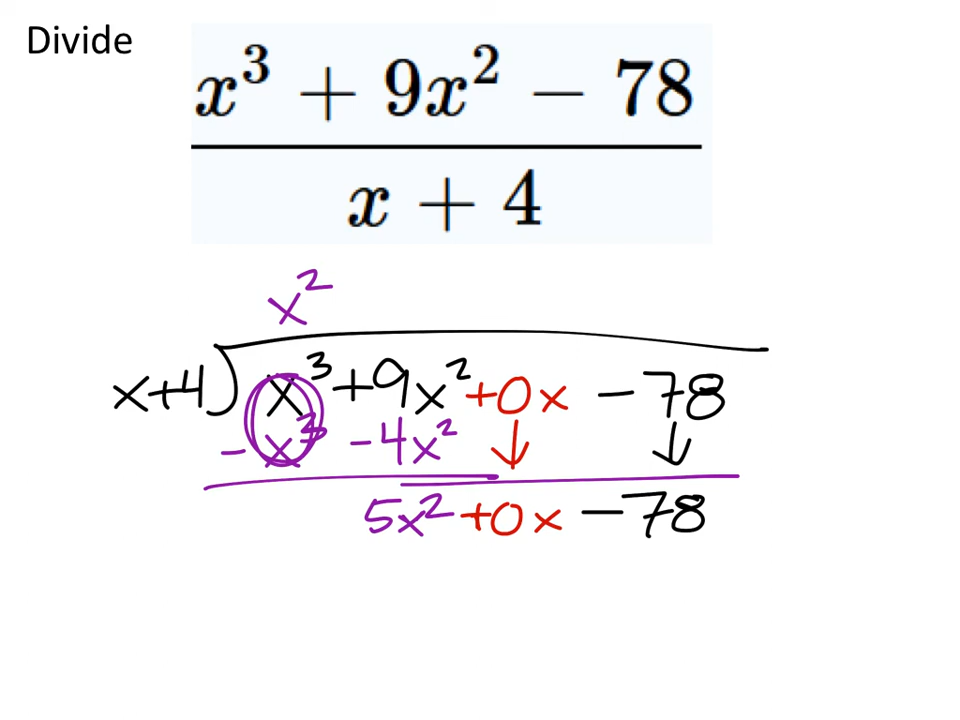 Divide
x³ + 9x² − 78
x + 4
x²
x+4) x³ +9x² +0x −78
−x³ −4x²
5x² +0x −78